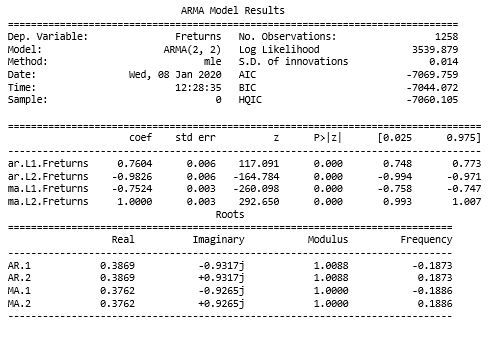 ARMA Model Results
==============================================================================
Dep. Variable: Freturns No. Observations: 1258
Model: ARMA(2, 2) Log Likelihood 3539.879
Method: mle S.D. of innovations 0.014
Date: Wed, 08 Jan 2020 AIC -7069.759
Time: 12:28:35 BIC -7044.072
Sample: 0 HQIC -7060.105
==============================================================================
coef std err z P>|z| [0.025 0.975]
------------------------------------------------------------------------------
ar.L1.Freturns 0.7604 0.006 117.091 0.000 0.748 0.773
ar.L2.Freturns -0.9826 0.006 -164.784 0.000 -0.994 -0.971
ma.L1.Freturns -0.7524 0.003 -260.098 0.000 -0.758 -0.747
ma.L2.Freturns 1.0000 0.003 292.650 0.000 0.993 1.007
Roots
=============================================================================
Real Imaginary Modulus Frequency
-----------------------------------------------------------------------------
AR.1 0.3869 -0.9317j 1.0088 -0.1873
AR.2 0.3869 +0.9317j 1.0088 0.1873
MA.1 0.3762 -0.9265j 1.0000 -0.1886
MA.2 0.3762 +0.9265j 1.0000 0.1886
-----------------------------------------------------------------------------